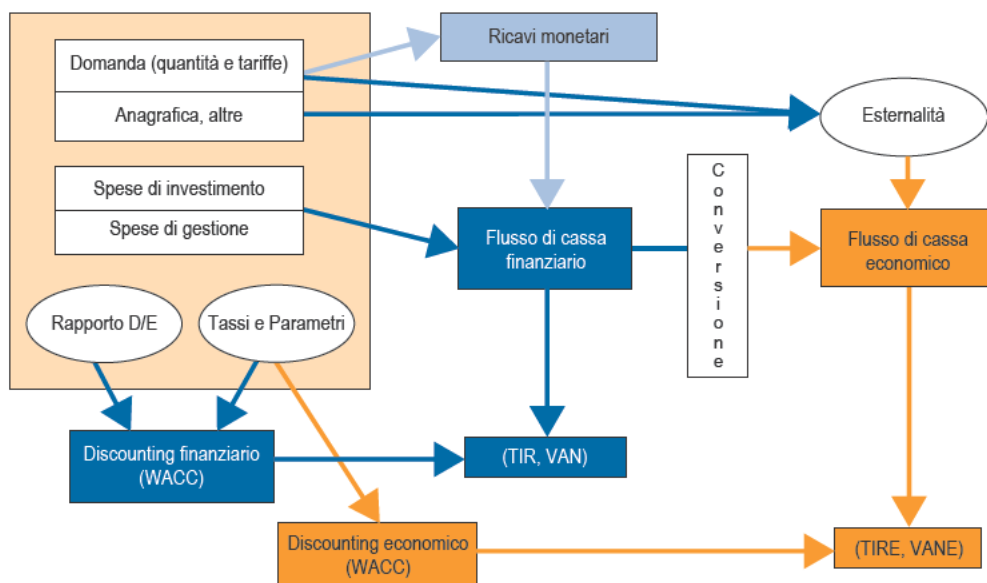 Ricavi monetari
Domanda (quantità e tariffe)
Anagrafica, altre
Esternalità
Spese di investimento
Spese di gestione
Conversione
Flusso di cassa
finanziario
Flusso di cassa
economico
Rapporto D/E
Tassi e Parametri
Discounting finanziario
(WACC)
(TIR, VAN)
Discounting economico
(WACC)
(TIRE, VANE)